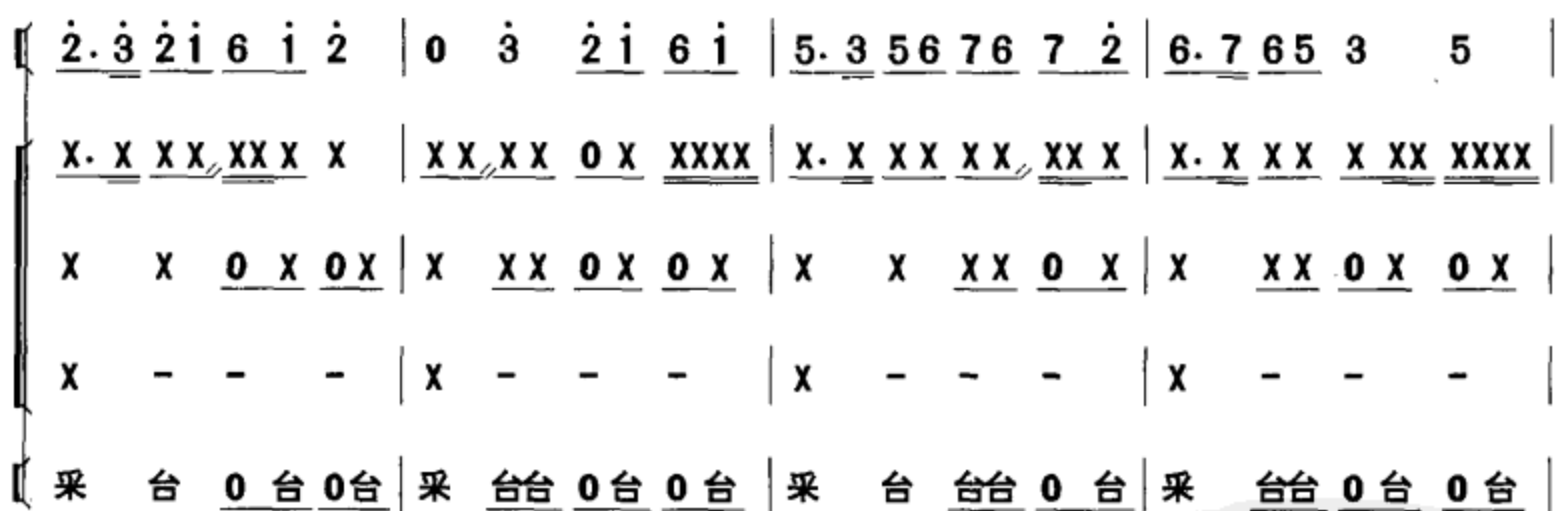 2̇. 3̇ 2̇ 1̇ 6 1̇ 2̇ | 0 3̇ 2̇ 1̇ 6 1̇ | 5. 3 5 6 7 6 7 2̇ | 6. 7 6 5 3 5 |
X. X X X XX X X | X X X X 0 X XXXX | X. X X X X X XX X | X. X X X X XX XXXX |
X X 0 X 0 X | X X X 0 X 0 X | X X X X 0 X | X X X 0 X 0 X |
X - - - | X - - - | X - - - | X - - - |
采 台 0 台 0 台 | 采 台台 0 台 0 台 | 采 台 台台 0 台 | 采 台台 0 台 0 台 |